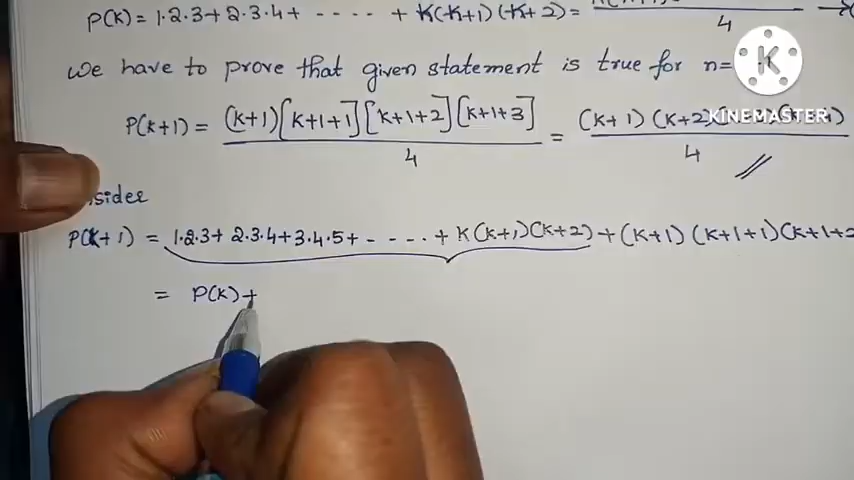 P(K) = 1.2.3+2.3.4+ - - - - - + K(K+1)(K+2) = 4
we have to prove that given statement is true for n=
KINEMASTER
P(K+1) = (K+1)[K+1+1][K+1+2][K+1+3] / 4 = (K+1)(K+2) / 4 //
P(K+1) = 1.2.3+ 2.3.4+3.4.5+ - - - - . + K(K+1)(K+2) + (K+1) (K+1+1)(K+1+2
= P(K) +